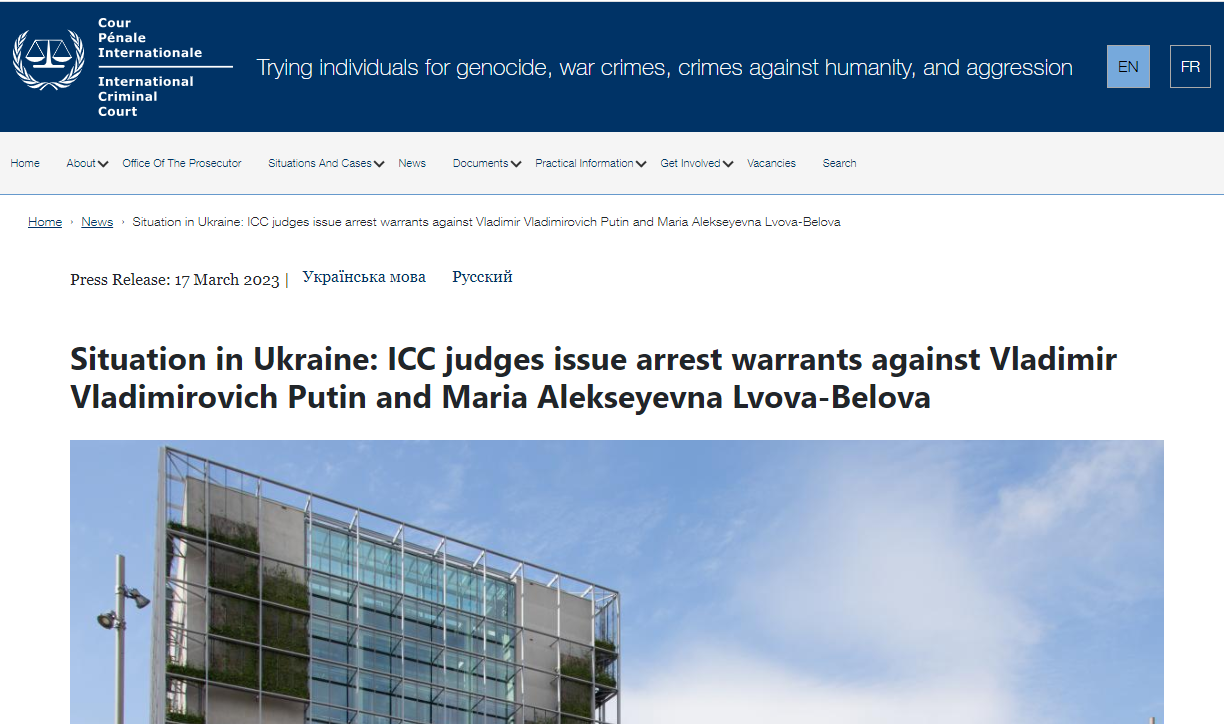 Cour
Pénale
Internationale
International
Criminal
Court
Trying individuals for genocide, war crimes, crimes against humanity, and aggression
EN
FR
Home
About
Office Of The Prosecutor
Situations And Cases
News
Documents
Practical Information
Get Involved
Vacancies
Search
Home › News › Situation in Ukraine: ICC judges issue arrest warrants against Vladimir Vladimirovich Putin and Maria Alekseyevna Lvova-Belova
Press Release: 17 March 2023 | Українська мова Русский
Situation in Ukraine: ICC judges issue arrest warrants against Vladimir
Vladimirovich Putin and Maria Alekseyevna Lvova-Belova